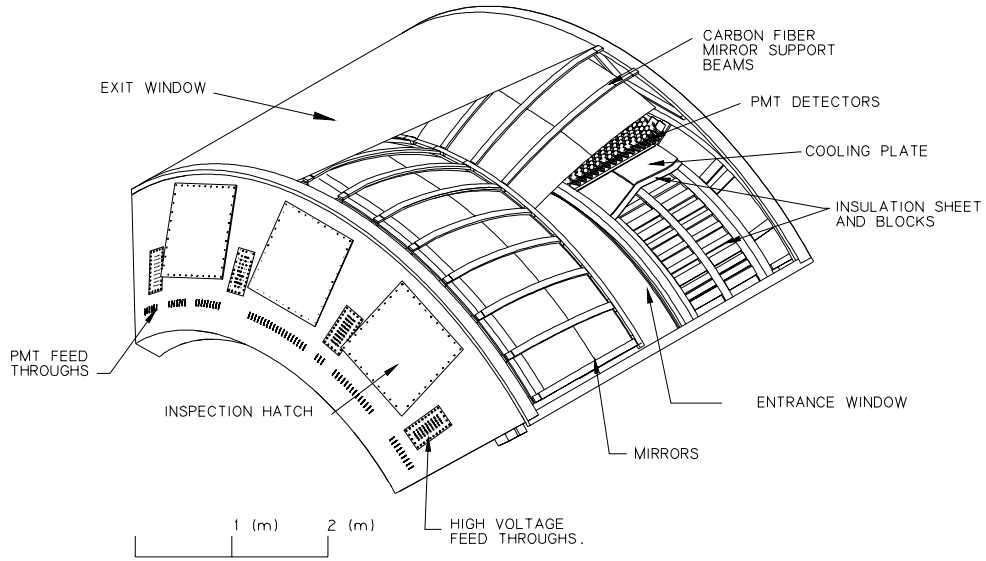 CARBON FIBER
MIRROR SUPPORT
BEAMS
EXIT WINDOW
PMT DETECTORS
COOLING PLATE
INSULATION SHEET
AND BLOCKS
PMT FEED
THROUGHS
INSPECTION HATCH
ENTRANCE WINDOW
MIRRORS
1 (m) 2 (m)
HIGH VOLTAGE
FEED THROUGHS.